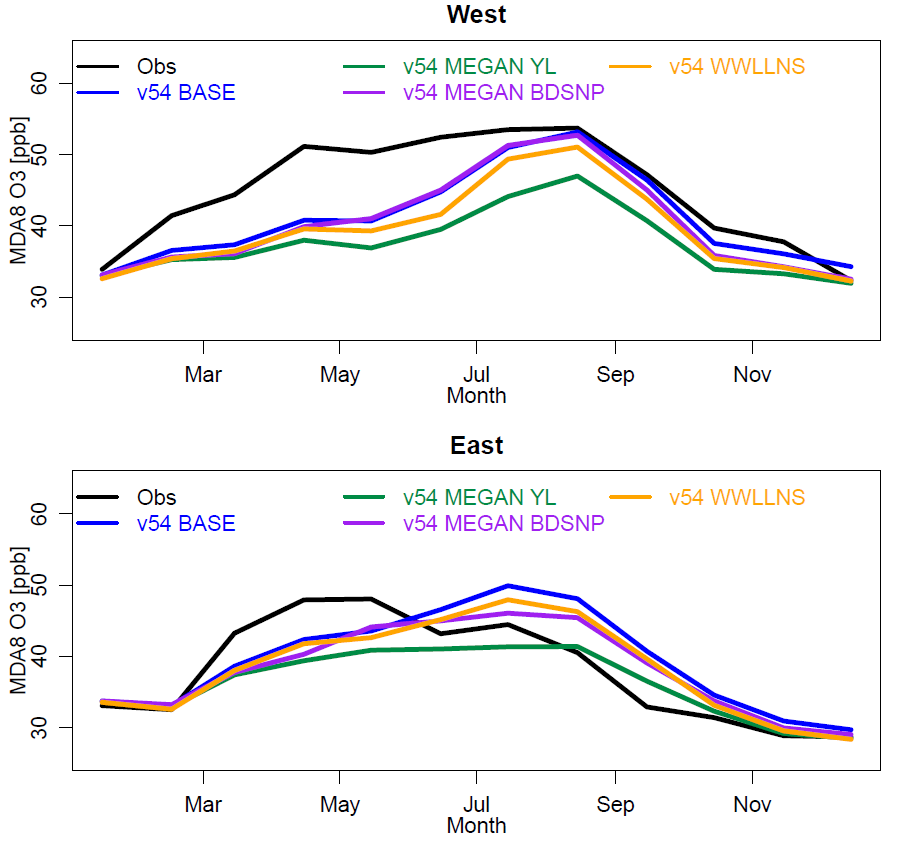 West
Obs v54 MEGAN YL v54 WWLLNS
v54 BASE v54 MEGAN BDSNP
MDA8 O3 [ppb]
60
50
40
30
Mar May Jul Sep Nov
Month
East
Obs v54 MEGAN YL v54 WWLLNS
v54 BASE v54 MEGAN BDSNP
MDA8 O3 [ppb]
60
50
40
30
Mar May Jul Sep Nov
Month